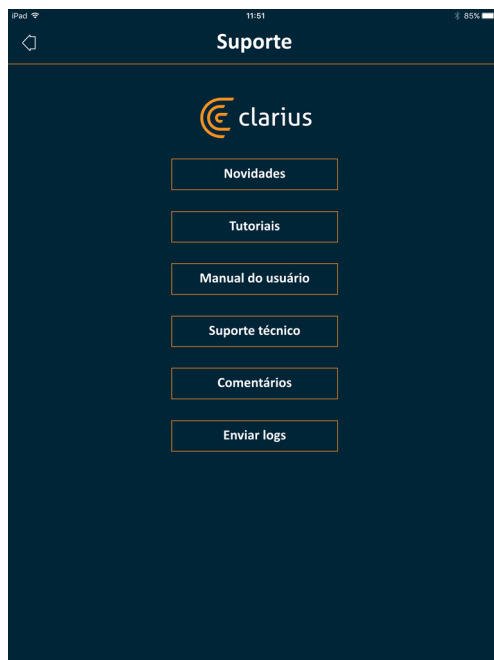 iPad 11:51 85%
Suporte
clarius
Novidades
Tutoriais
Manual do usuário
Suporte técnico
Comentários
Enviar logs